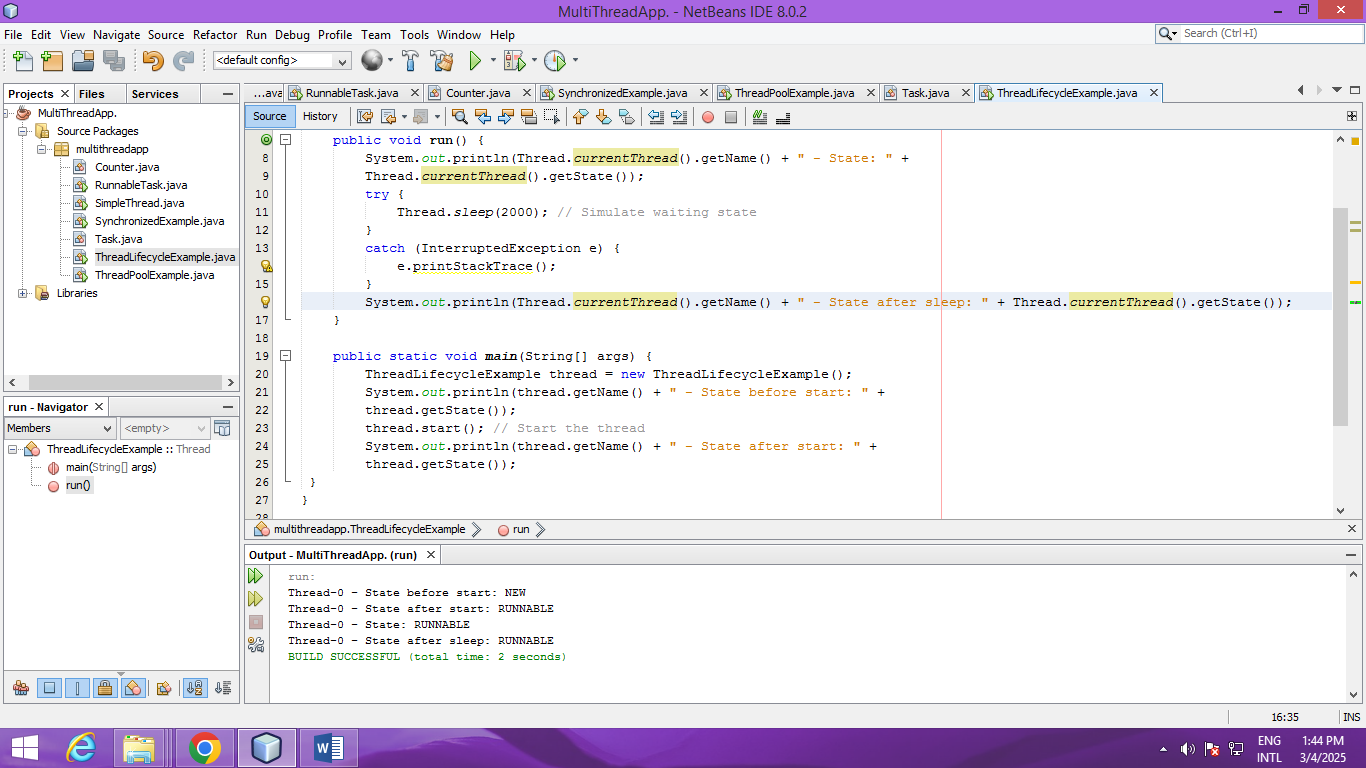 MultiThreadApp. - NetBeans IDE 8.0.2
File Edit View Navigate Source Refactor Run Debug Profile Team Tools Window Help
Search (Ctrl+I)
<default config>
Projects Files Services
MultiThreadApp.
Source Packages
multithreadapp
Counter.java
RunnableTask.java
SimpleThread.java
SynchronizedExample.java
Task.java
ThreadLifecycleExample.java
ThreadPoolExample.java
Libraries
run - Navigator
Members <empty>
ThreadLifecycleExample :: Thread
main(String[] args)
run()
...ava RunnableTask.java Counter.java SynchronizedExample.java ThreadPoolExample.java Task.java ThreadLifecycleExample.java
Source History
public void run() {
8 System.out.println(Thread.currentThread().getName() + " - State: " +
9 Thread.currentThread().getState());
10 try {
11 Thread.sleep(2000); // Simulate waiting state
12 }
13 catch (InterruptedException e) {
e.printStackTrace();
15 }
System.out.println(Thread.currentThread().getName() + " - State after sleep: " + Thread.currentThread().getState());
17 }
18
19 public static void main(String[] args) {
20 ThreadLifecycleExample thread = new ThreadLifecycleExample();
21 System.out.println(thread.getName() + " - State before start: " +
22 thread.getState());
23 thread.start(); // Start the thread
24 System.out.println(thread.getName() + " - State after start: " +
25 thread.getState());
26 }
27 }
28
multithreadapp.ThreadLifecycleExample run
Output - MultiThreadApp. (run)
run:
Thread-0 - State before start: NEW
Thread-0 - State after start: RUNNABLE
Thread-0 - State: RUNNABLE
Thread-0 - State after sleep: RUNNABLE
BUILD SUCCESSFUL (total time: 2 seconds)
16:35 INS
ENG 1:44 PM
INTL 3/4/2025